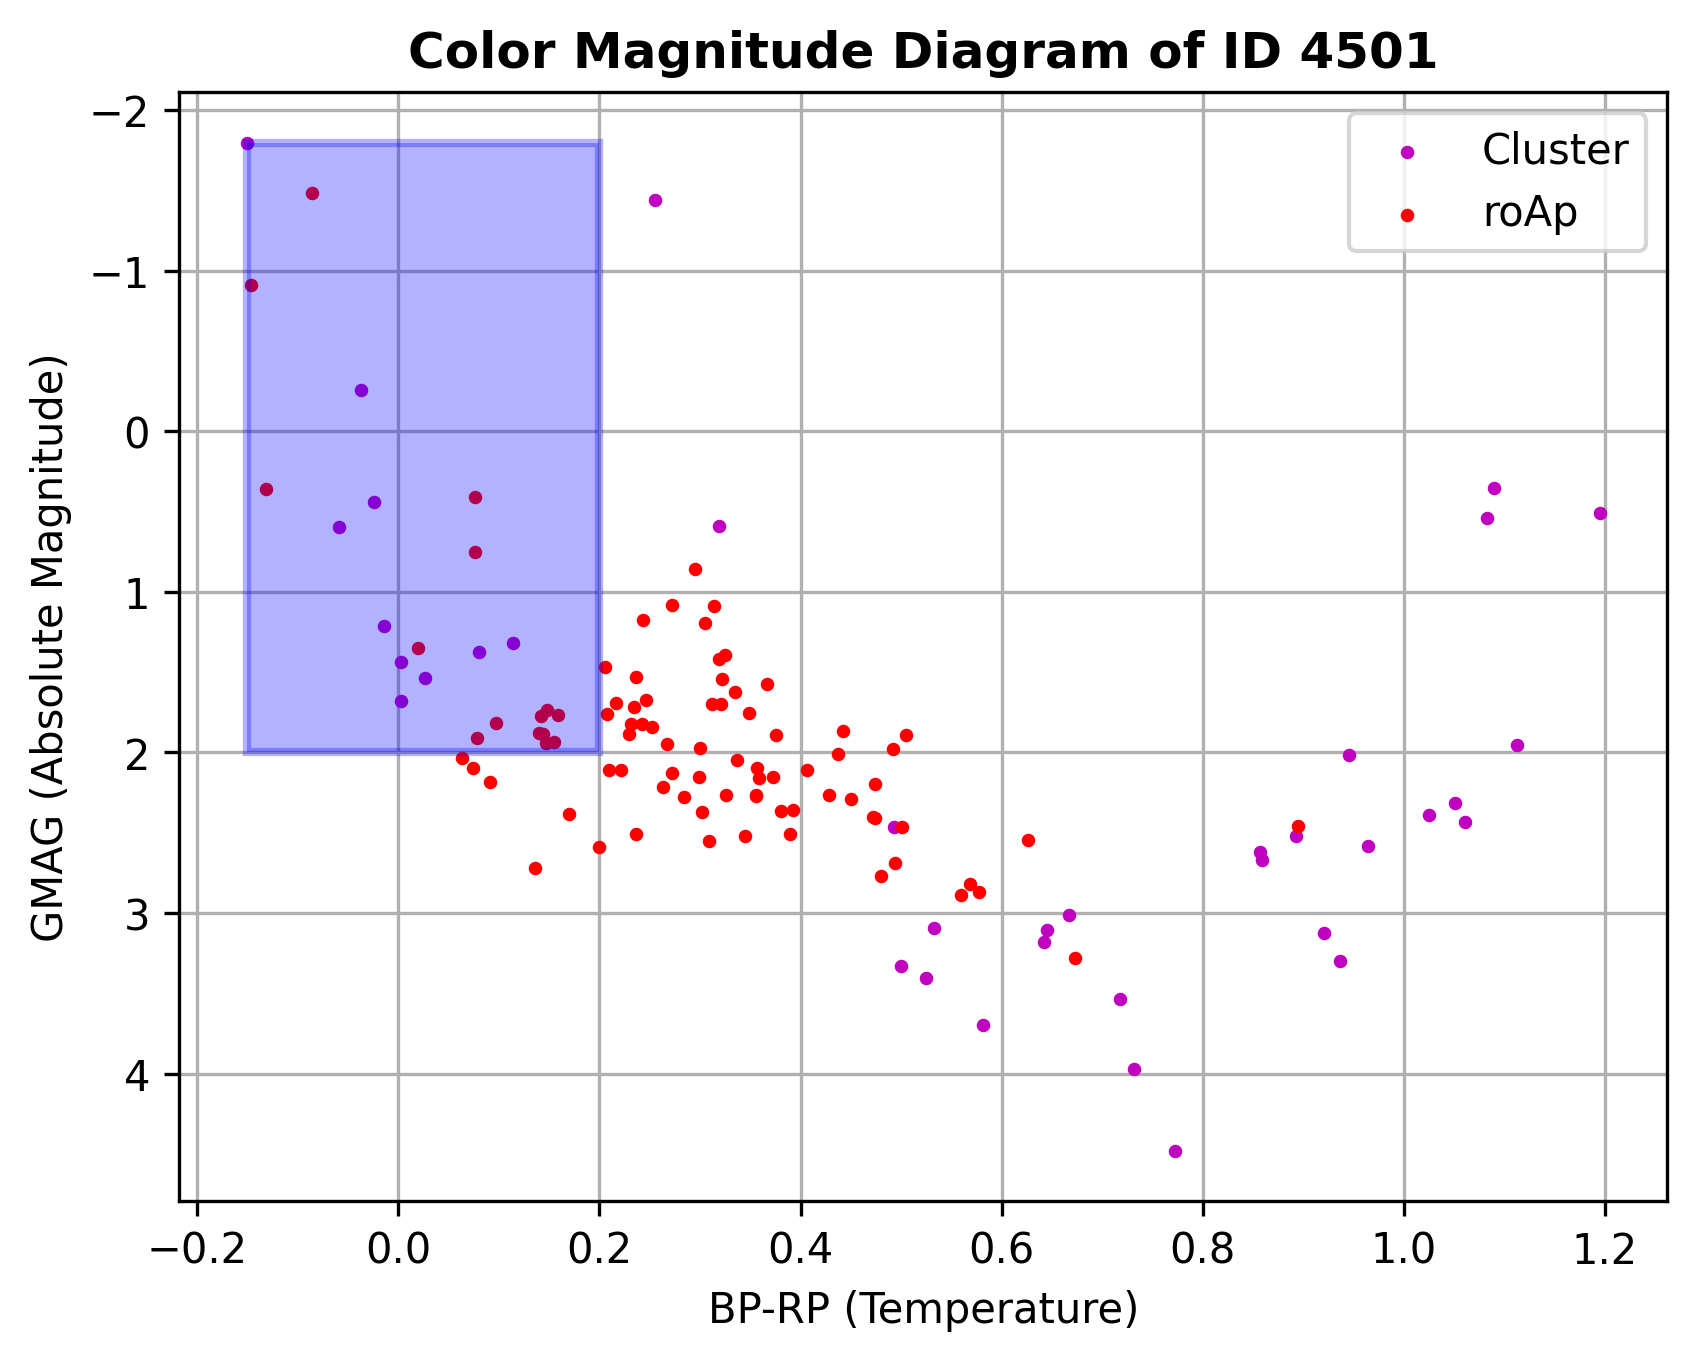 Color Magnitude Diagram of ID 4501
Cluster
roAp
GMAG (Absolute Magnitude)
−2
−1
0
1
2
3
4
−0.2 0.0 0.2 0.4 0.6 0.8 1.0 1.2
BP-RP (Temperature)